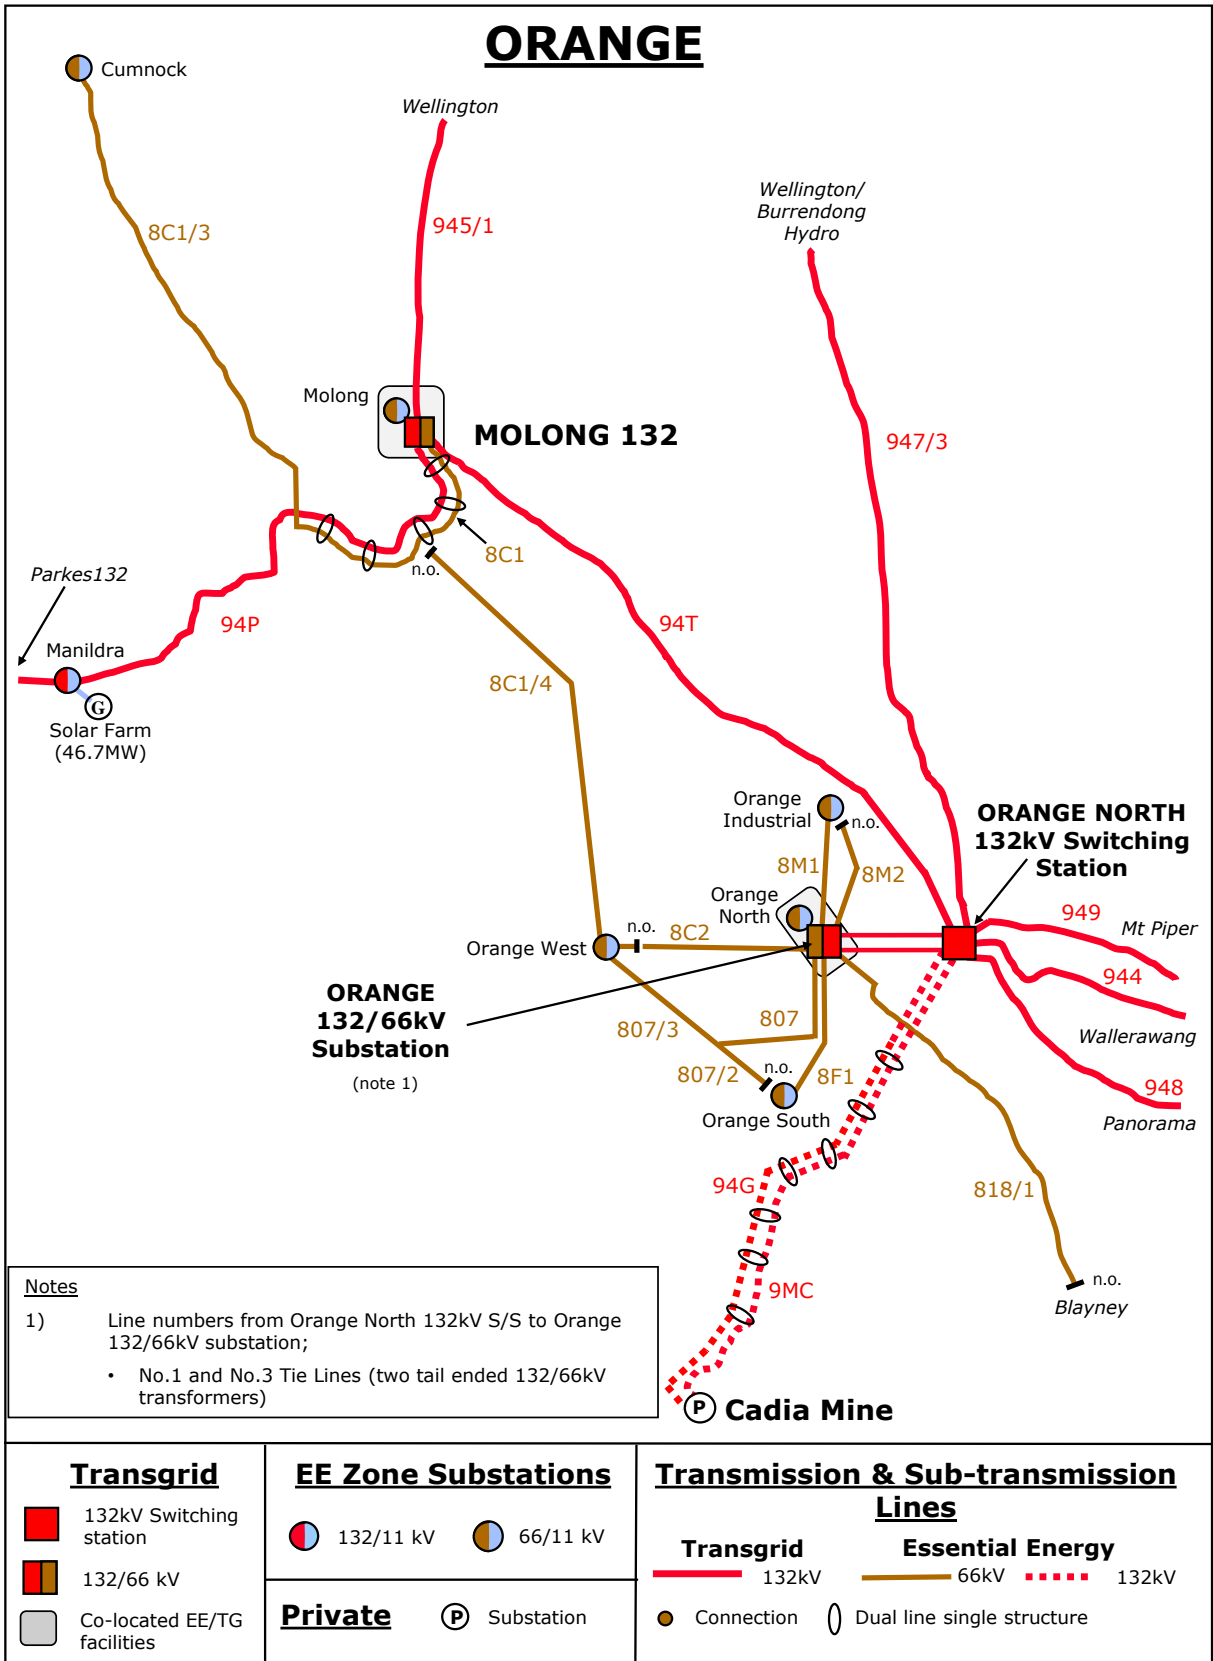 ORANGE
Cumnock
Wellington
Wellington/
Burrendong
Hydro
8C1/3
945/1
Molong
MOLONG 132
947/3
8C1
n.o.
Parkes132
94P
94T
Manildra
8C1/4
G
Solar Farm
(46.7MW)
Orange
Industrial
n.o.
ORANGE NORTH
132kV Switching
Station
8M1
8M2
Orange
North
949
Mt Piper
n.o.
8C2
Orange West
944
ORANGE
132/66kV
Substation
(note 1)
807/3
807
Wallerawang
n.o.
807/2
8F1
948
Orange South
Panorama
94G
818/1
9MC
n.o.
Blayney
Notes
1) Line numbers from Orange North 132kV S/S to Orange
132/66kV substation;
• No.1 and No.3 Tie Lines (two tail ended 132/66kV
transformers)
P
Cadia Mine
Transgrid
132kV Switching
station
132/66 kV
Co-located EE/TG
facilities
EE Zone Substations
132/11 kV
66/11 kV
Private
P
Substation
Transmission & Sub-transmission
Lines
Transgrid
Essential Energy
132kV
66kV
132kV
Connection
Dual line single structure